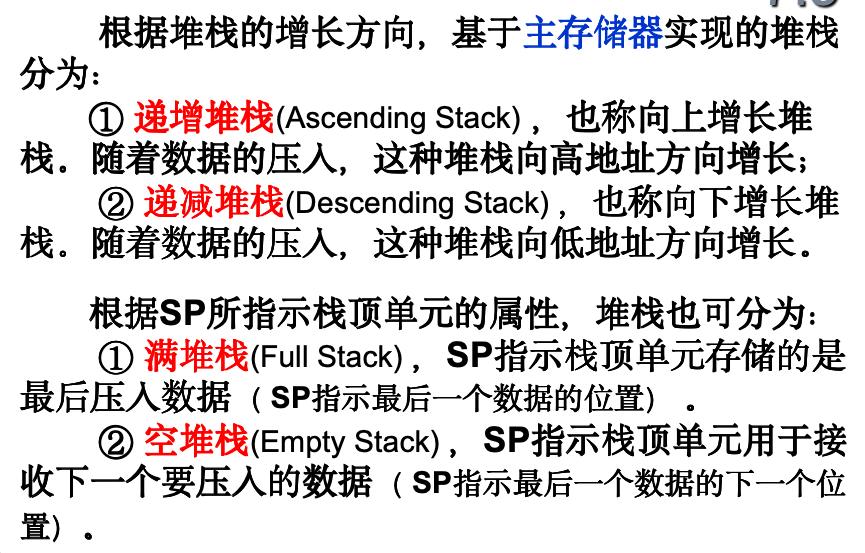 根据堆栈的增长方向，基于主存储器实现的堆栈
分为：
① 递增堆栈(Ascending Stack) ，也称向上增长堆
栈。随着数据的压入，这种堆栈向高地址方向增长；
② 递减堆栈(Descending Stack) ，也称向下增长堆
栈。随着数据的压入，这种堆栈向低地址方向增长。
根据SP所指示栈顶单元的属性，堆栈也可分为：
① 满堆栈(Full Stack) ，SP指示栈顶单元存储的是
最后压入数据（ SP指示最后一个数据的位置） 。
② 空堆栈(Empty Stack) ，SP指示栈顶单元用于接
收下一个要压入的数据（ SP指示最后一个数据的下一个位
置）。